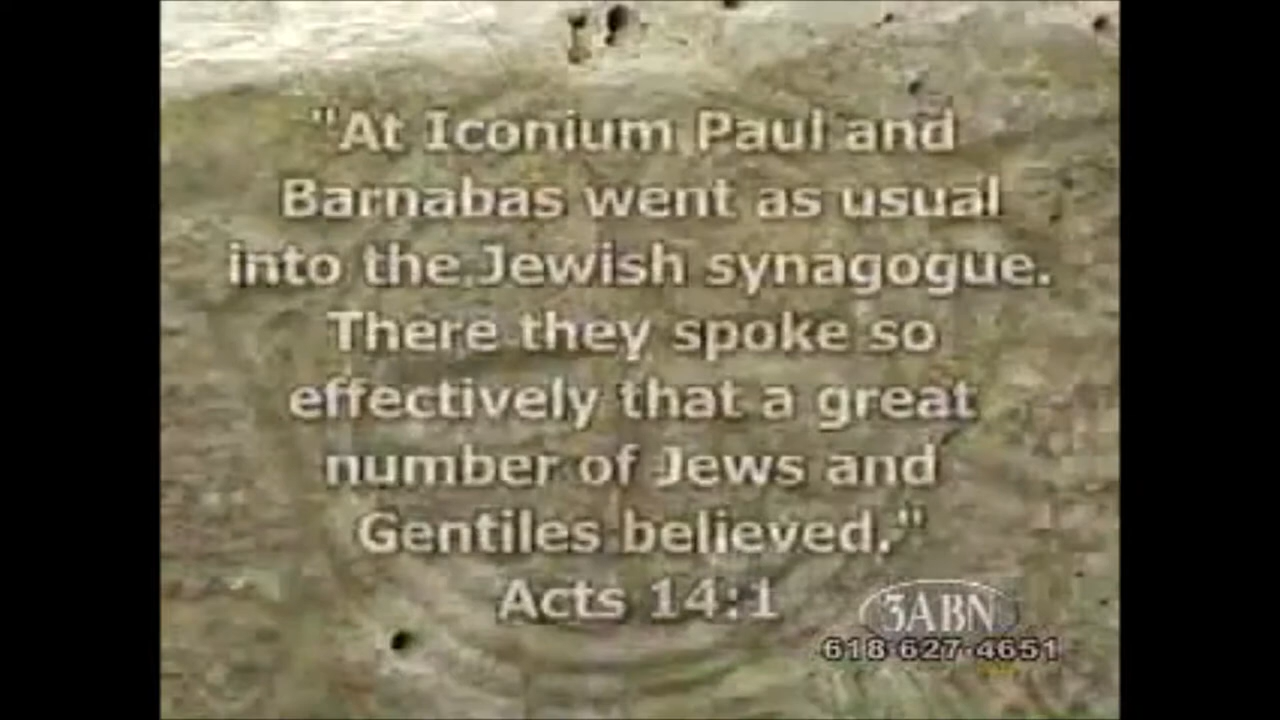 "At Iconium Paul and
Barnabas went as usual
into the Jewish synagogue.
There they spoke so
effectively that a great
number of Jews and
Gentiles believed."
Acts 14:1
3ABN
618-627-4651